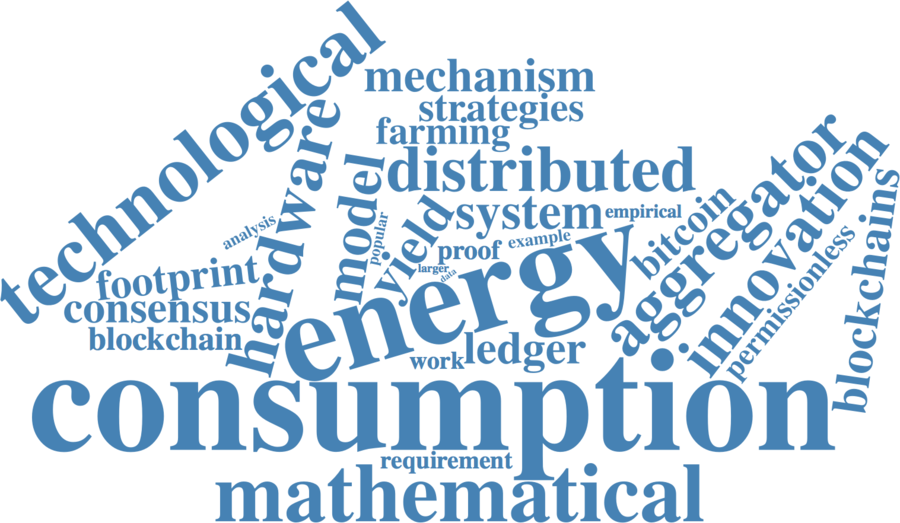 technological
mechanism
strategies
farming
hardware
model
distributed
aggregator
innovation
bitcoin
blockchains
yield
system
empirical
popular
analysis
proof
example
permissionless
larger
data
footprint
energy
consensus
blockchain
work
ledger
consumption
requirement
mathematical